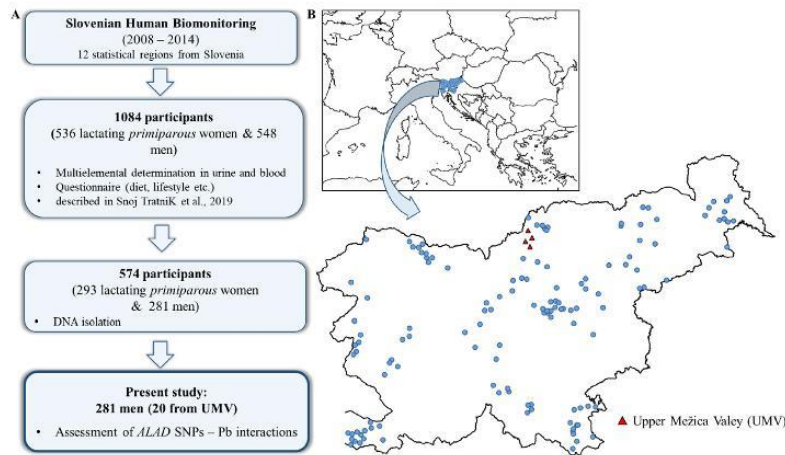 A
Slovenian Human Biomonitoring
(2008 – 2014)
12 statistical regions from Slovenia
1084 participants
(536 lactating primiparous women & 548
men)
• Multielemental determination in urine and blood
• Questionnaire (diet, lifestyle etc.)
• described in Snoj TratniK et al., 2019
574 participants
(293 lactating primiparous women
& 281 men)
• DNA isolation
Present study:
281 men (20 from UMV)
• Assessment of ALAD SNPs – Pb interactions
B
Upper Mežica Valey (UMV)